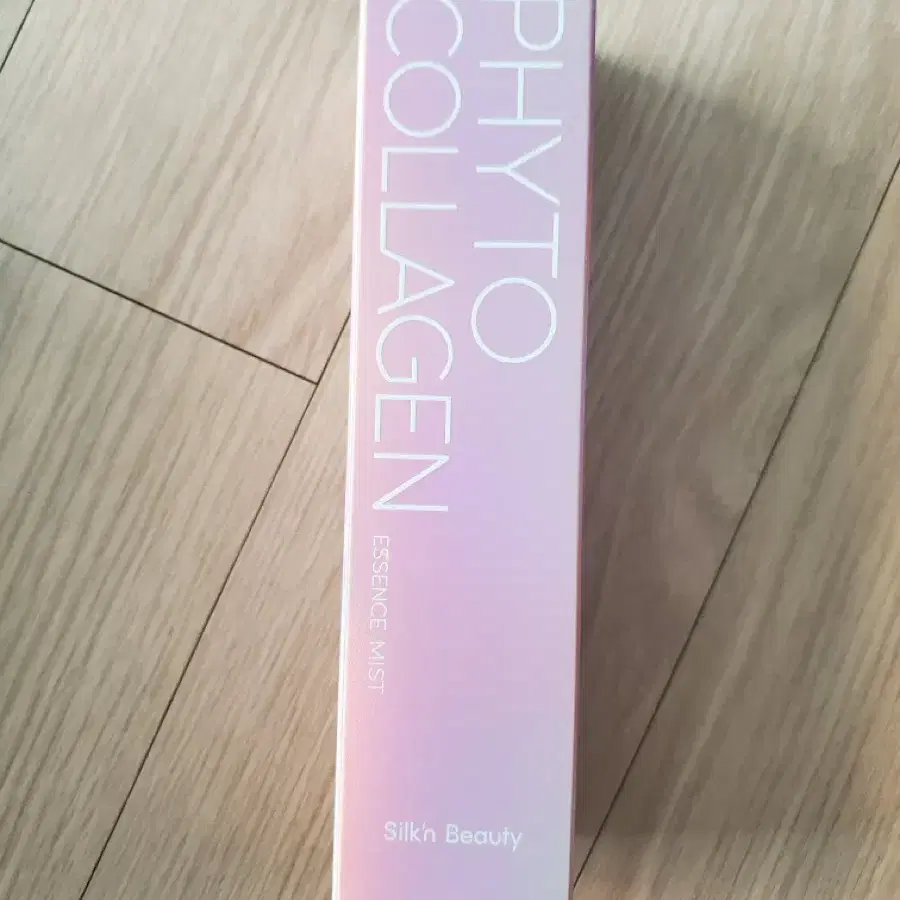 PHYTO
COLLAGEN
ESSENCE MIST
Silk'n Beauty